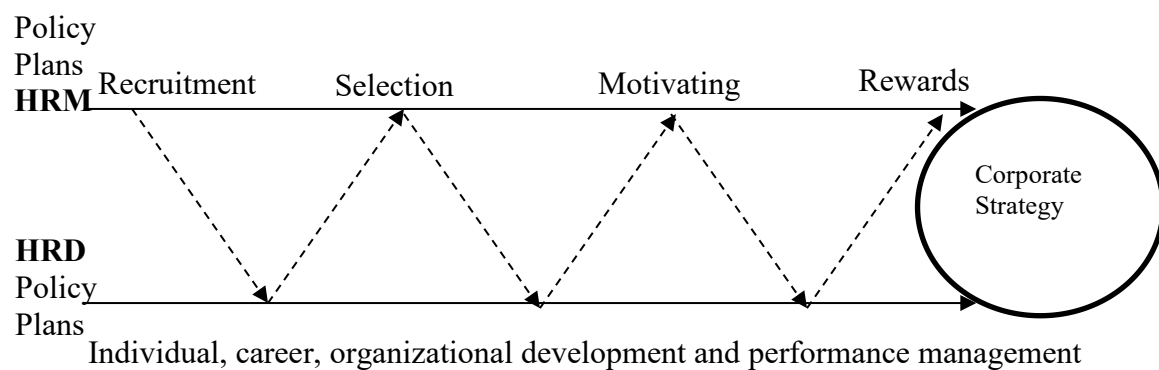 Policy
Plans
HRM
Recruitment
Selection
Motivating
Rewards
Corporate
Strategy
HRD
Policy
Plans
Individual, career, organizational development and performance management